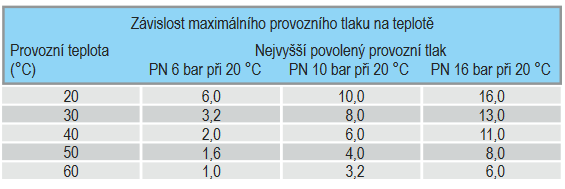 Závislost maximálního provozního tlaku na teplotě
Provozní teplota Nejvyšší povolený provozní tlak
(°C) PN 6 bar při 20 °C PN 10 bar při 20 °C PN 16 bar při 20 °C
20 6,0 10,0 16,0
30 3,2 8,0 13,0
40 2,0 6,0 11,0
50 1,6 4,0 8,0
60 1,0 3,2 6,0